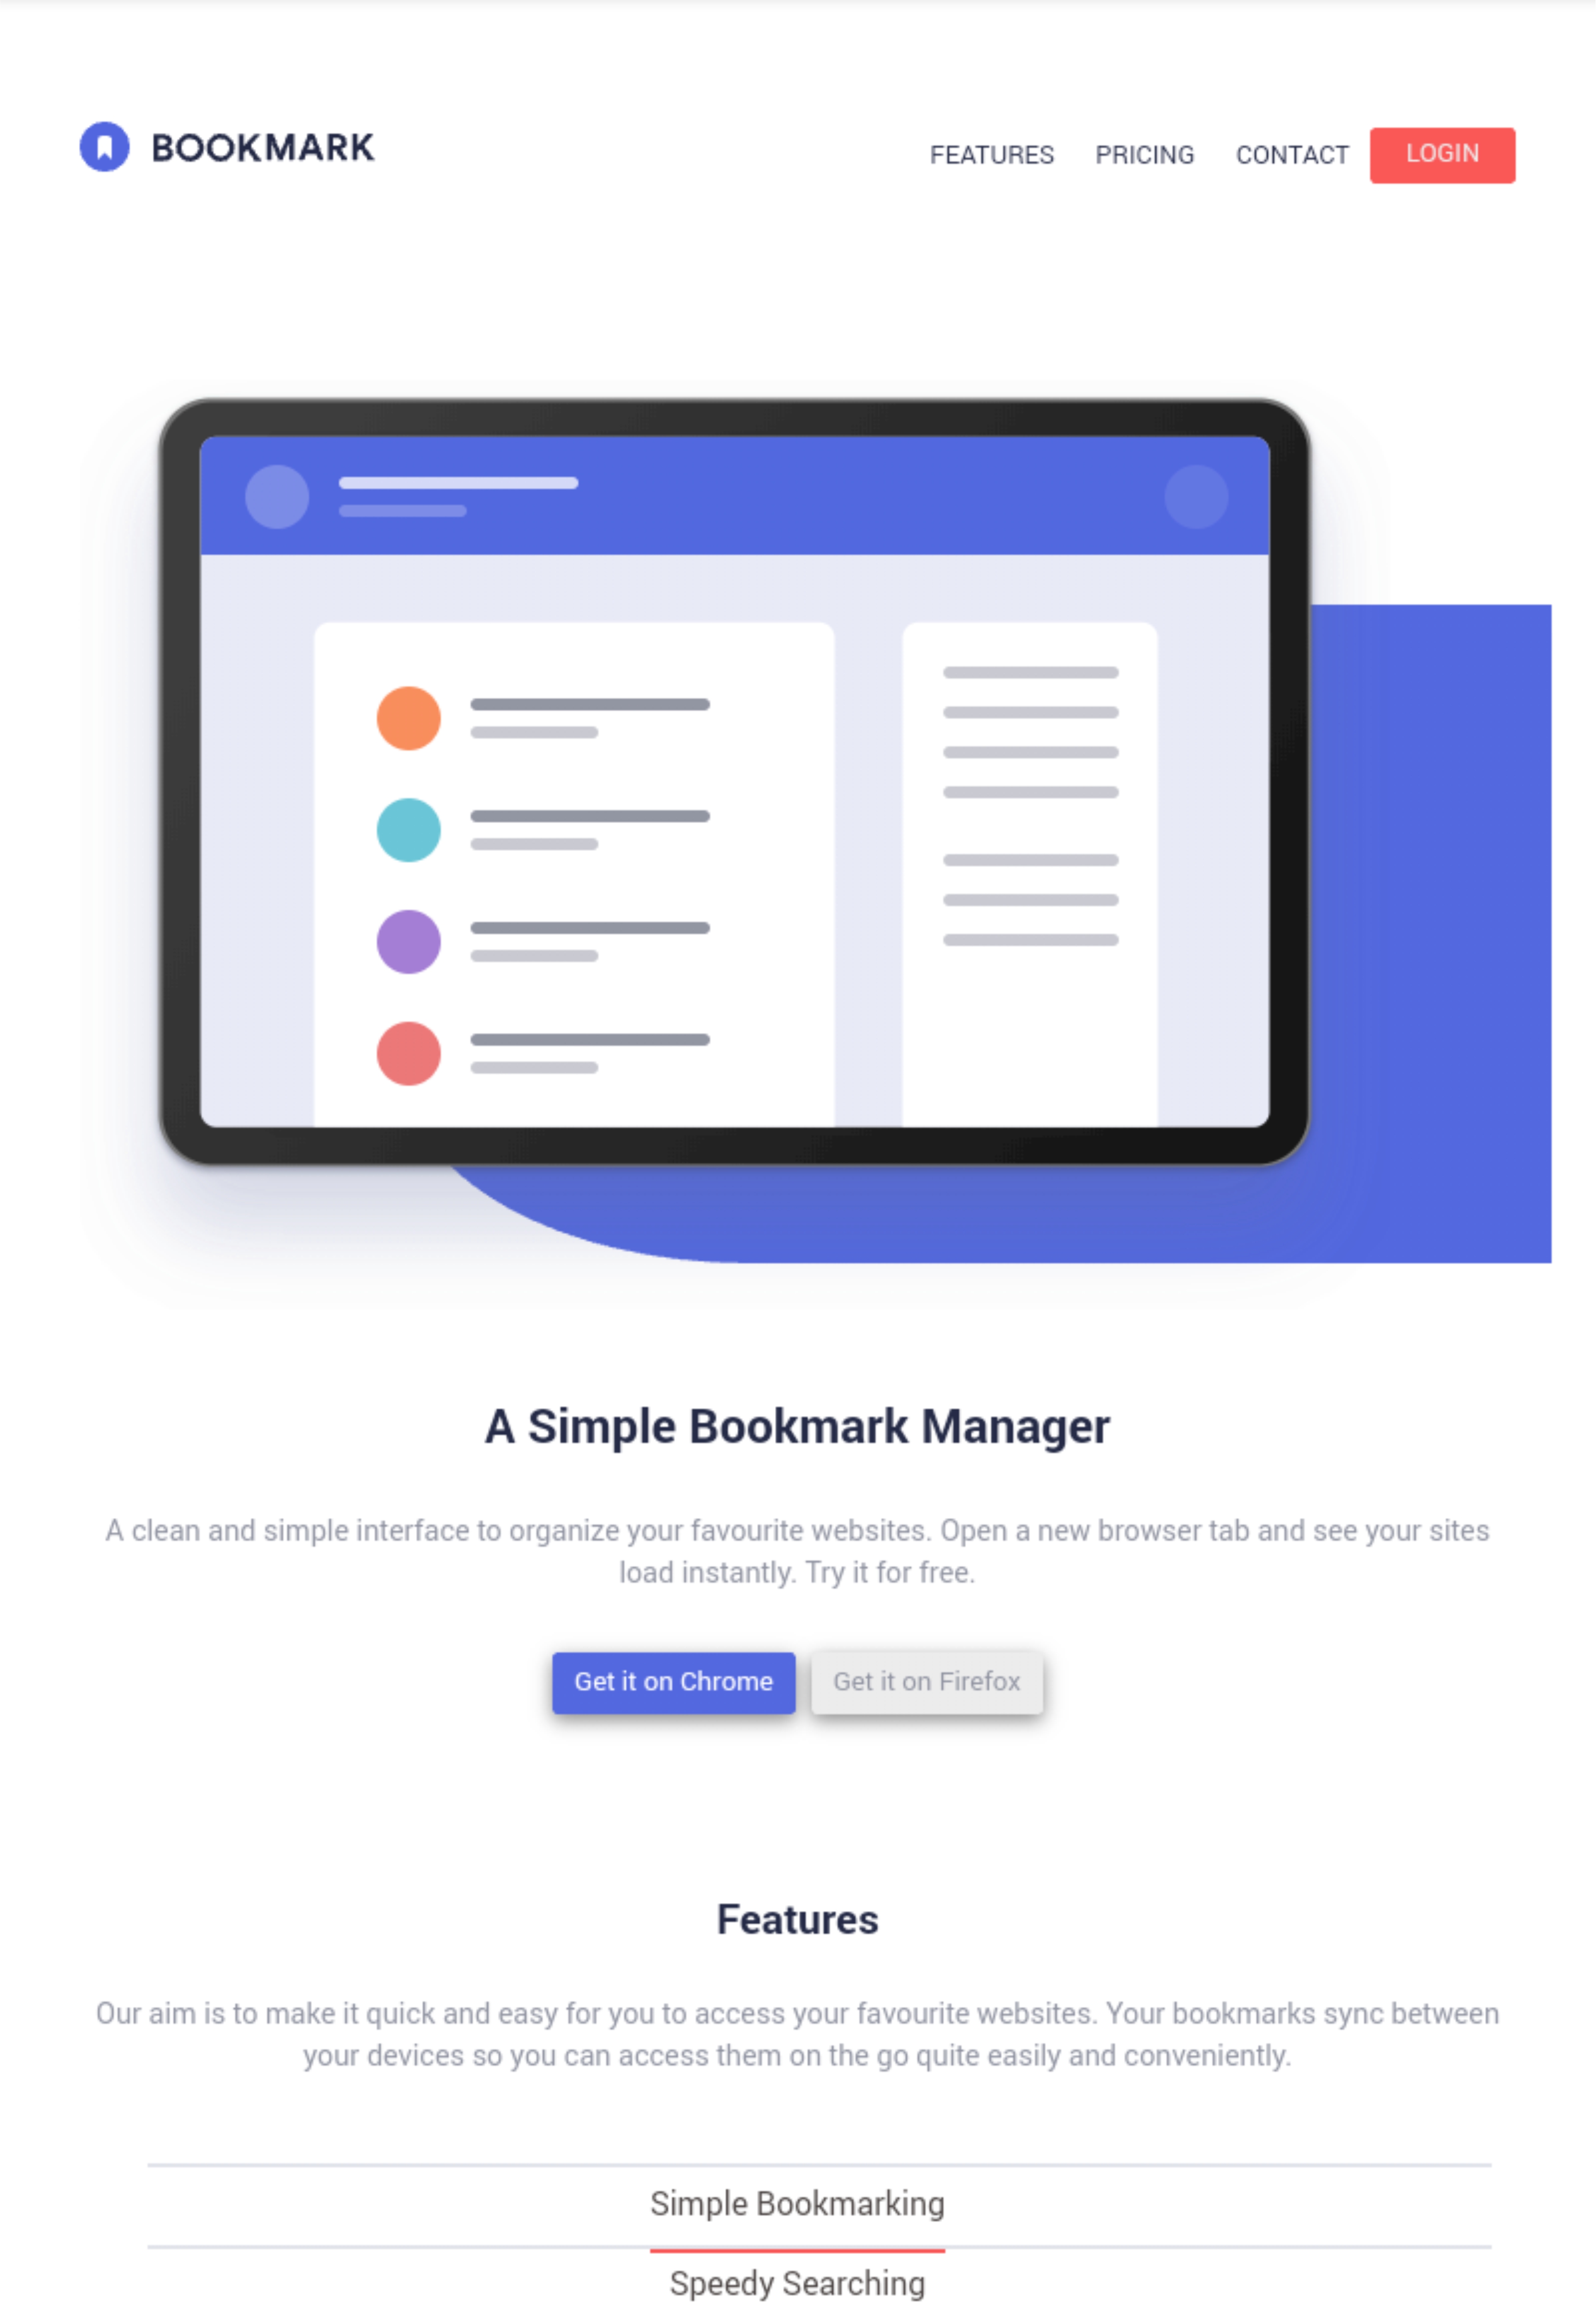 BOOKMARK
FEATURES PRICING CONTACT LOGIN
A Simple Bookmark Manager
A clean and simple interface to organize your favourite websites. Open a new browser tab and see your sites
load instantly. Try it for free.
Get it on Chrome Get it on Firefox
Features
Our aim is to make it quick and easy for you to access your favourite websites. Your bookmarks sync between
your devices so you can access them on the go quite easily and conveniently.
Simple Bookmarking
Speedy Searching